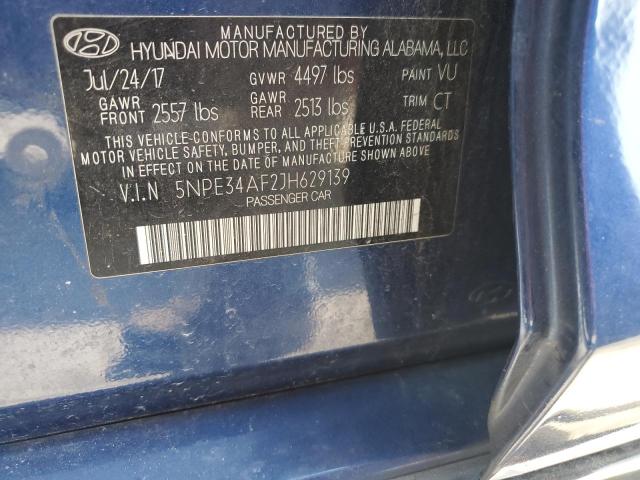 MANUFACTURED BY
HYUNDAI MOTOR MANUFACTURING ALABAMA, LLC
Jul/24/17 GVWR 4497 lbs PAINT VU
GAWR FRONT 2557 lbs GAWR REAR 2513 lbs TRIM CT
THIS VEHICLE-CONFORMS TO ALL APPLICABLE U.S.A. FEDERAL
MOTOR VEHICLE SAFETY, BUMPER, AND THEFT-PREVENTION STANDARDS
IN EFFECT ON THE DATE OF MANUFACTURE SHOWN ABOVE.
V.I.N 5NPE34AF2JH629139
PASSENGER CAR